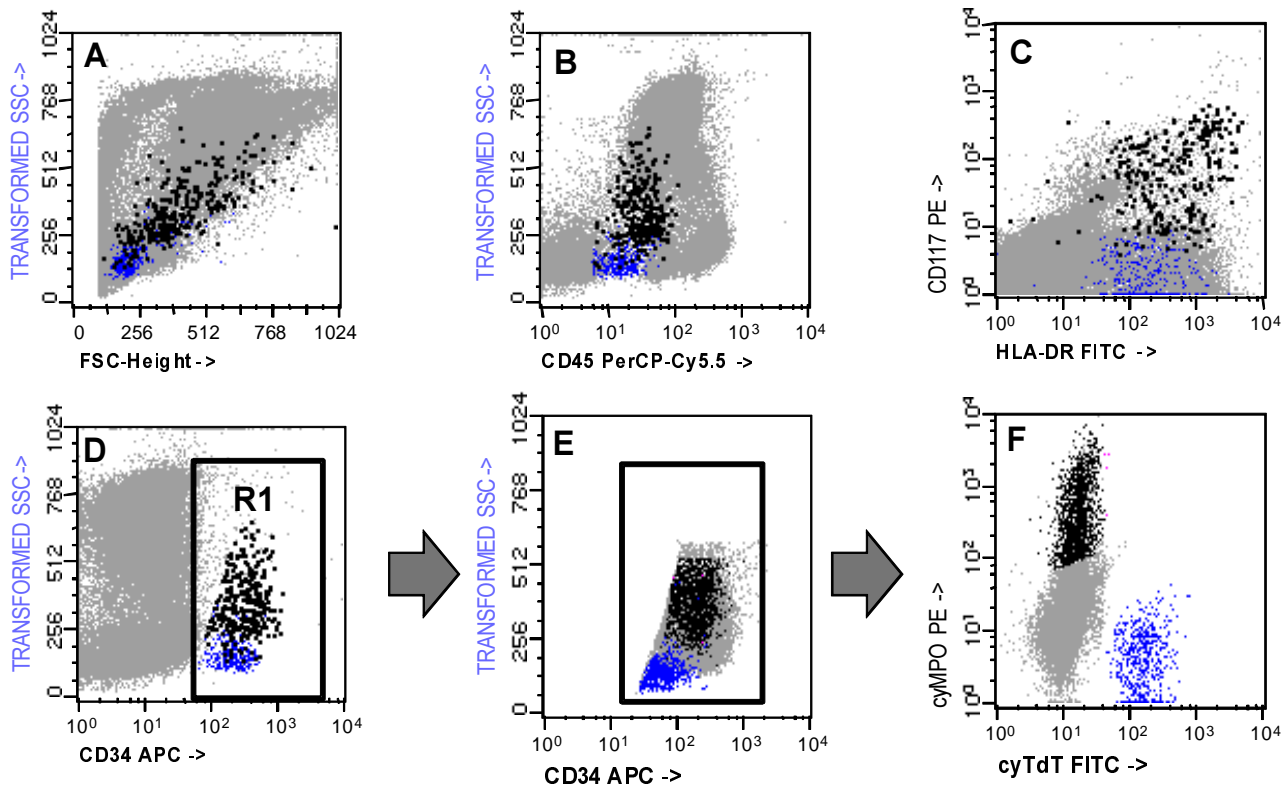 A
TRANSFORMED SSC->
0 256 512 768 1024
0 256 512 768 1024
FSC-Height->
B
TRANSFORMED SSC->
0 256 512 768 1024
10⁰ 10¹ 10² 10³ 10⁴
CD45 PerCP-Cy5.5 ->
C
CD117 PE ->
10⁰ 10¹ 10² 10³ 10⁴
10⁰ 10¹ 10² 10³ 10⁴
HLA-DR FITC ->
D
R1
TRANSFORMED SSC->
0 256 512 768 1024
10⁰ 10¹ 10² 10³ 10⁴
CD34 APC ->
E
TRANSFORMED SSC->
0 256 512 768 1024
10⁰ 10¹ 10² 10³ 10⁴
CD34 APC ->
F
cyMPO PE ->
10⁰ 10¹ 10² 10³ 10⁴
10⁰ 10¹ 10² 10³ 10⁴
cyTdT FITC ->